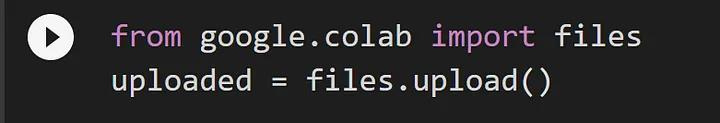 from google.colab import files
uploaded = files.upload()